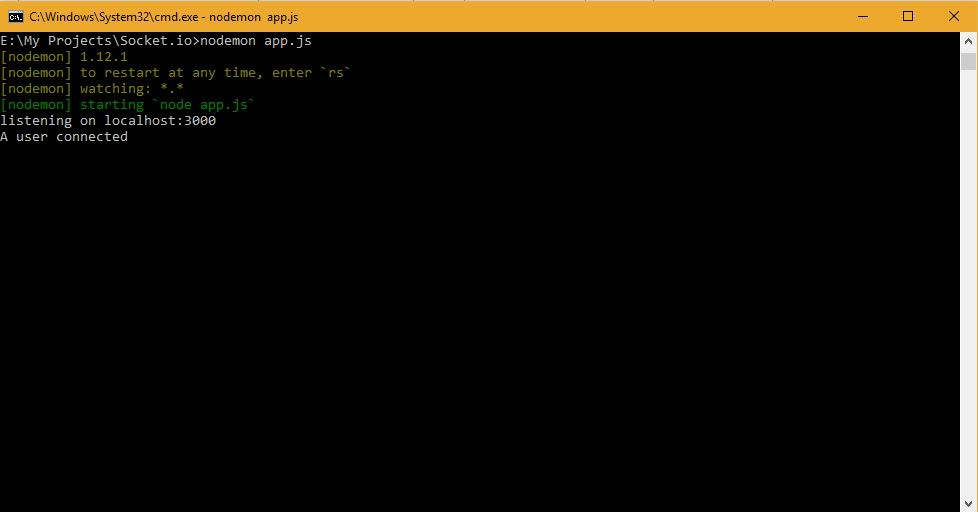 C:\Windows\System32\cmd.exe - nodemon  app.js
E:\My Projects\Socket.io>nodemon app.js
[nodemon] 1.12.1
[nodemon] to restart at any time, enter `rs`
[nodemon] watching: *.*
[nodemon] starting `node app.js`
listening on localhost:3000
A user connected